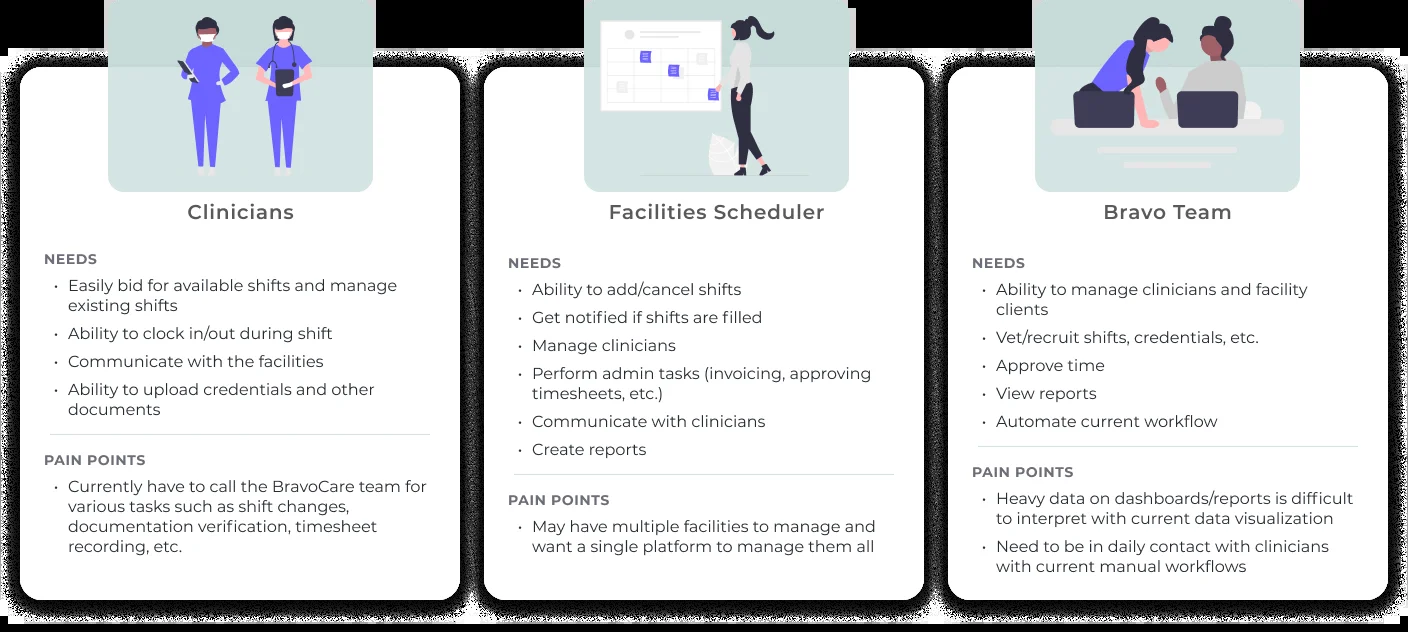 Clinicians
NEEDS
• Easily bid for available shifts and manage
existing shifts
• Ability to clock in/out during shift
• Communicate with the facilities
• Ability to upload credentials and other
documents
PAIN POINTS
• Currently have to call the BravoCare team for
various tasks such as shift changes,
documentation verification, timesheet
recording, etc.
Facilities Scheduler
NEEDS
• Ability to add/cancel shifts
• Get notified if shifts are filled
• Manage clinicians
• Perform admin tasks (invoicing, approving
timesheets, etc.)
• Communicate with clinicians
• Create reports
PAIN POINTS
• May have multiple facilities to manage and
want a single platform to manage them all
Bravo Team
NEEDS
• Ability to manage clinicians and facility
clients
• Vet/recruit shifts, credentials, etc.
• Approve time
• View reports
• Automate current workflow
PAIN POINTS
• Heavy data on dashboards/reports is difficult
to interpret with current data visualization
• Need to be in daily contact with clinicians
with current manual workflows